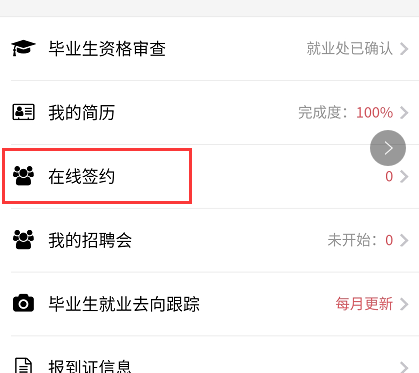 毕业生资格审查 就业处已确认
我的简历 完成度：100%
在线签约 0
我的招聘会 未开始：0
毕业生就业去向跟踪 每月更新
报到证信息